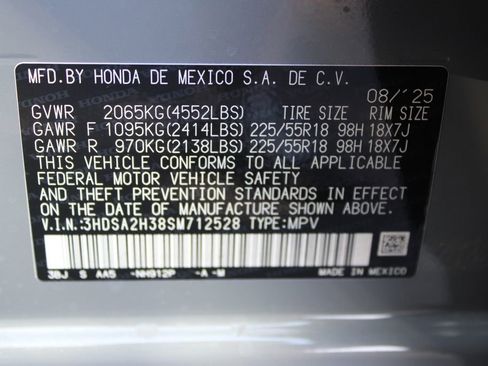 MFD.BY HONDA DE MEXICO S.A. DE C.V.
08/'25
GVWR 2065KG(4552LBS) TIRE SIZE RIM SIZE
GAWR F 1095KG(2414LBS) 225/55R18 98H 18X7J
GAWR R 970KG(2138LBS) 225/55R18 98H 18X7J
THIS VEHICLE CONFORMS TO ALL APPLICABLE
FEDERAL MOTOR VEHICLE SAFETY
AND THEFT PREVENTION STANDARDS IN EFFECT
ON THE DATE OF MANUFACTURE SHOWN ABOVE.
V.I.N.:3HDSA2H38SM712528 TYPE:MPV
3BJ S AA5 -NH912P -A -M
MADE IN MEXICO